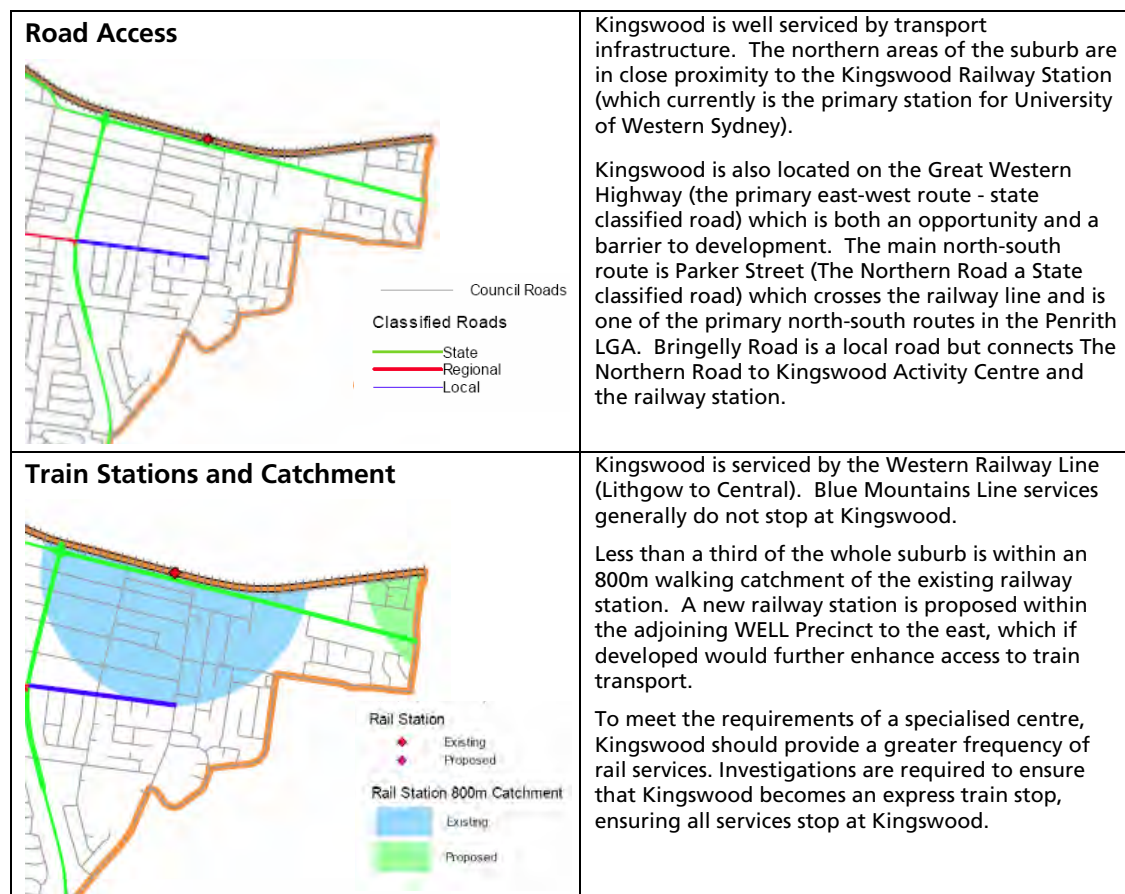 Road Access
Council Roads
Classified Roads
State
Regional
Local
Kingswood is well serviced by transport
infrastructure. The northern areas of the suburb are
in close proximity to the Kingswood Railway Station
(which currently is the primary station for University
of Western Sydney).
Kingswood is also located on the Great Western
Highway (the primary east-west route - state
classified road) which is both an opportunity and a
barrier to development. The main north-south
route is Parker Street (The Northern Road a State
classified road) which crosses the railway line and is
one of the primary north-south routes in the Penrith
LGA. Bringelly Road is a local road but connects The
Northern Road to Kingswood Activity Centre and
the railway station.
Train Stations and Catchment
Rail Station
Existing
Proposed
Rail Station 800m Catchment
Existing
Proposed
Kingswood is serviced by the Western Railway Line
(Lithgow to Central). Blue Mountains Line services
generally do not stop at Kingswood.
Less than a third of the whole suburb is within an
800m walking catchment of the existing railway
station. A new railway station is proposed within
the adjoining WELL Precinct to the east, which if
developed would further enhance access to train
transport.
To meet the requirements of a specialised centre,
Kingswood should provide a greater frequency of
rail services. Investigations are required to ensure
that Kingswood becomes an express train stop,
ensuring all services stop at Kingswood.